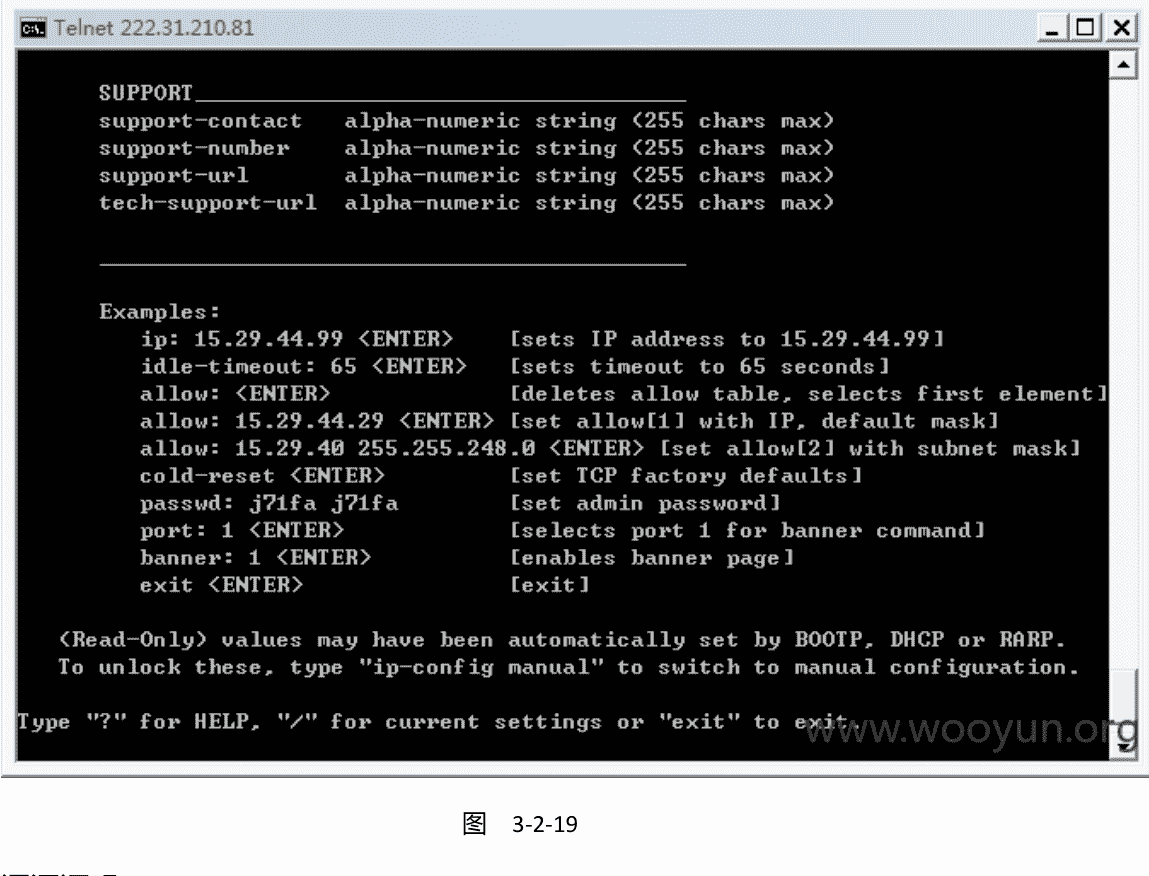 Telnet 222.31.210.81
SUPPORT
support-contact alpha-numeric string (255 chars max)
support-number alpha-numeric string (255 chars max)
support-url alpha-numeric string (255 chars max)
tech-support-url alpha-numeric string (255 chars max)
Examples:
ip: 15.29.44.99 <ENTER> [sets IP address to 15.29.44.99]
idle-timeout: 65 <ENTER> [sets timeout to 65 seconds]
allow: <ENTER> [deletes allow table, selects first element]
allow: 15.29.44.29 <ENTER> [set allow[1] with IP, default mask]
allow: 15.29.40 255.255.248.0 <ENTER> [set allow[2] with subnet mask]
cold-reset <ENTER> [set TCP factory defaults]
passwd: j71fa j71fa [set admin password]
port: 1 <ENTER> [selects port 1 for banner command]
banner: 1 <ENTER> [enables banner page]
exit <ENTER> [exit]
(Read-Only) values may have been automatically set by BOOTP, DHCP or RARP.
To unlock these, type "ip-config manual" to switch to manual configuration.
Type "?" for HELP, "/" for current settings or "exit" to exit.
www.wooyun.org
图 3-2-19